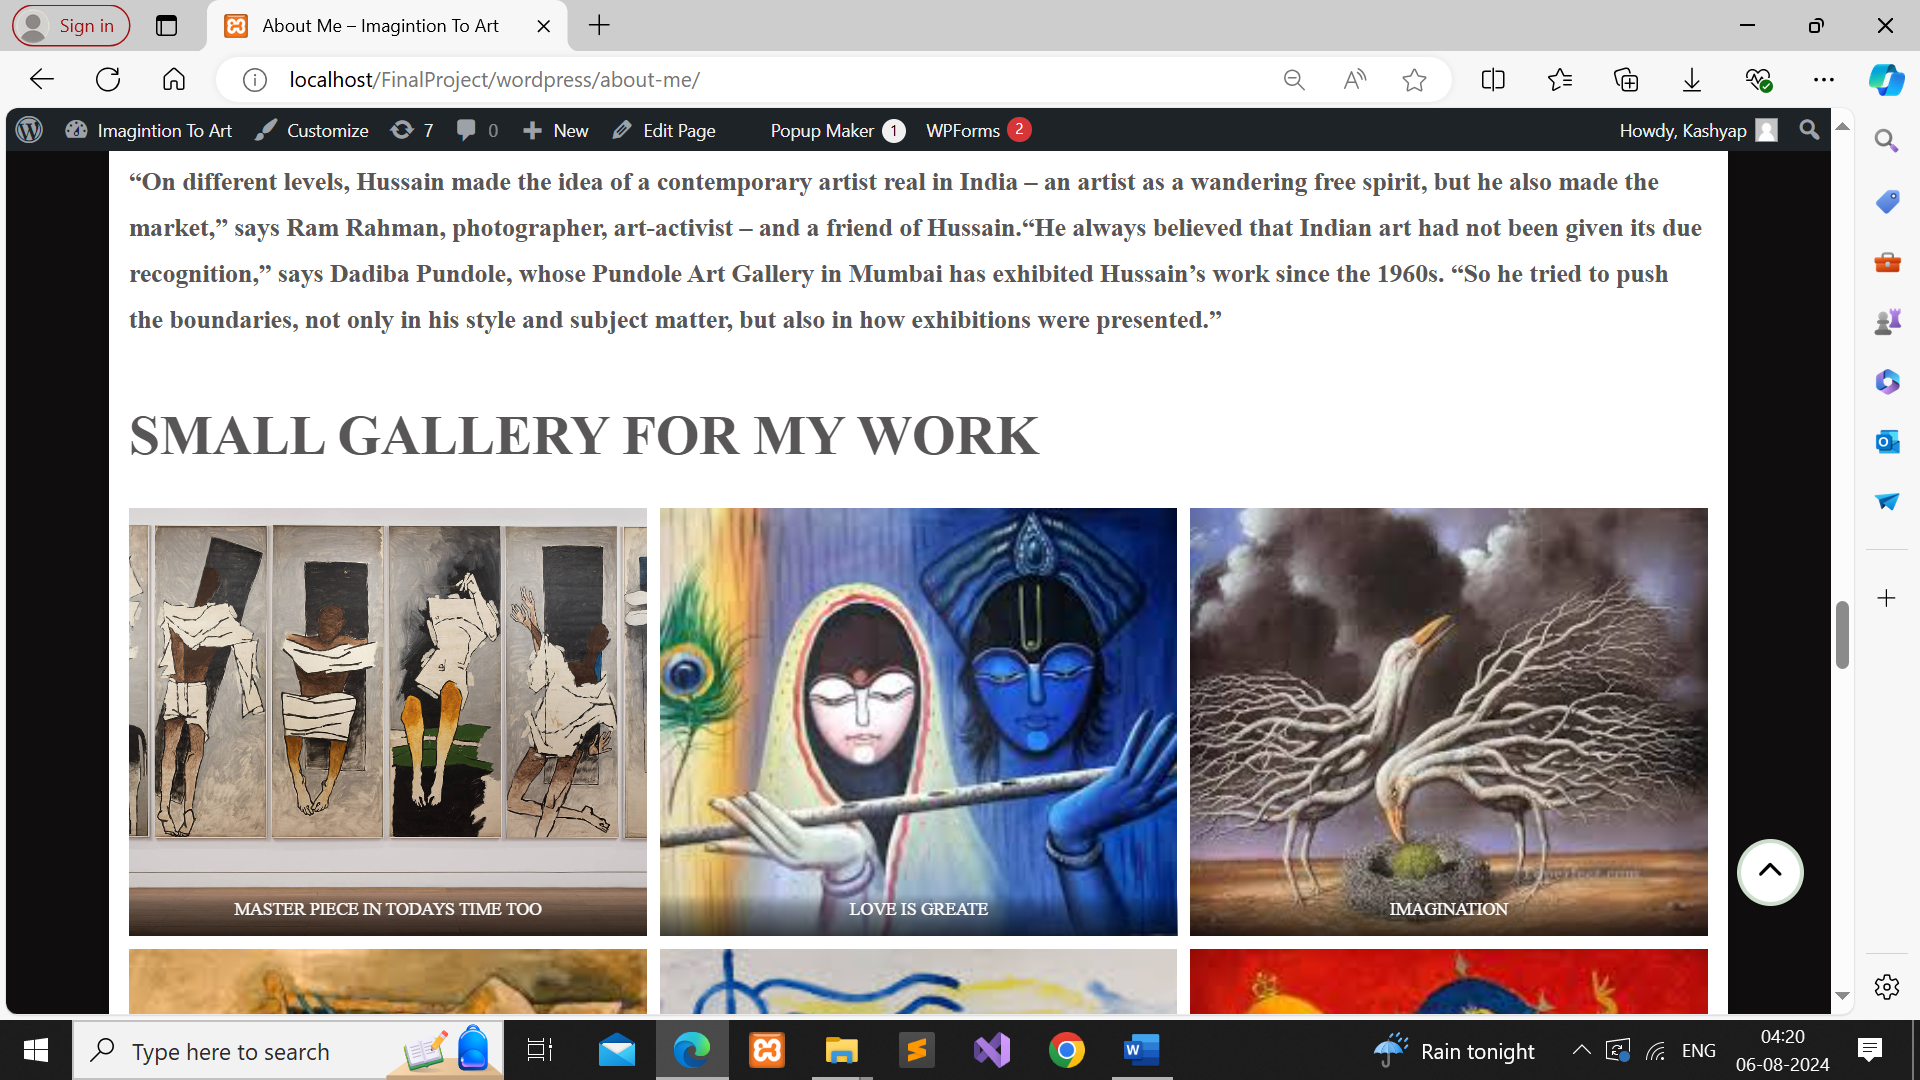 Sign in
About Me – Imagintion To Art
localhost/FinalProject/wordpress/about-me/
Imagintion To Art Customize 7 0 New Edit Page Popup Maker 1 WPForms 2 Howdy, Kashyap
“On different levels, Hussain made the idea of a contemporary artist real in India – an artist as a wandering free spirit, but he also made the
market,” says Ram Rahman, photographer, art-activist – and a friend of Hussain.“He always believed that Indian art had not been given its due
recognition,” says Dadiba Pundole, whose Pundole Art Gallery in Mumbai has exhibited Hussain’s work since the 1960s. “So he tried to push
the boundaries, not only in his style and subject matter, but also in how exhibitions were presented.”
SMALL GALLERY FOR MY WORK
MASTER PIECE IN TODAYS TIME TOO
LOVE IS GREATE
IMAGINATION
Type here to search
Rain tonight
ENG
04:20
06-08-2024